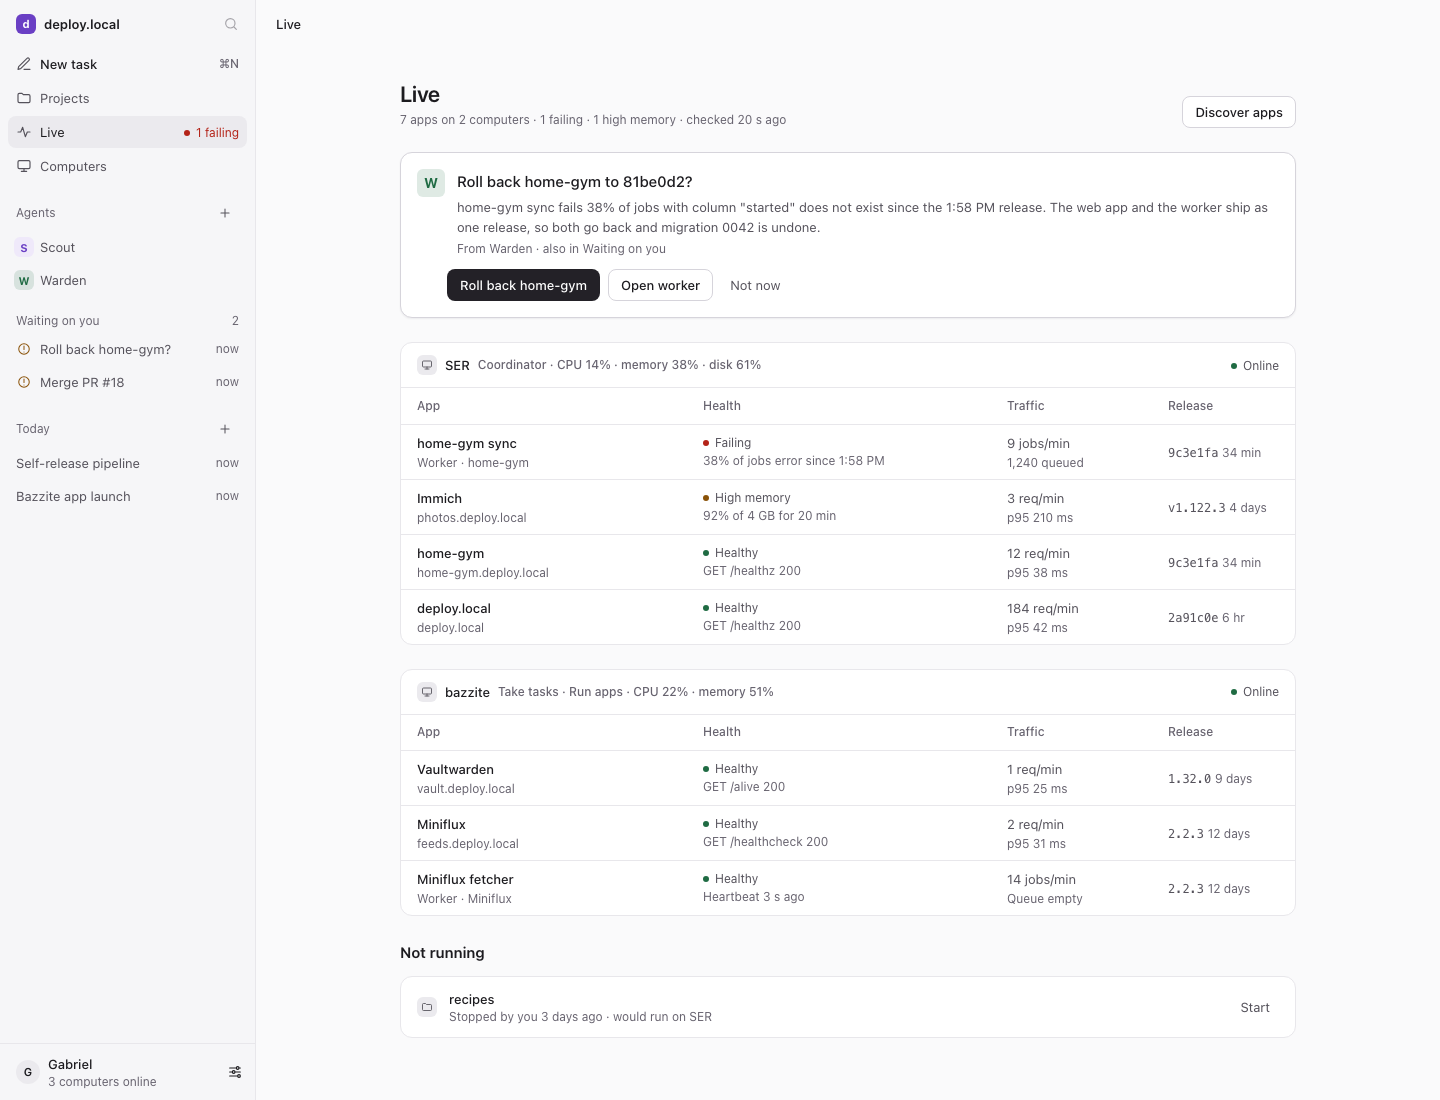 d deploy.local
New task ⌘N
Projects
Live 1 failing
Computers
Agents
S Scout
W Warden
Waiting on you 2
Roll back home-gym? now
Merge PR #18 now
Today
Self-release pipeline now
Bazzite app launch now
G Gabriel
3 computers online
Live
Live
7 apps on 2 computers · 1 failing · 1 high memory · checked 20 s ago
Discover apps
W
Roll back home-gym to 81be0d2?
home-gym sync fails 38% of jobs with column "started" does not exist since the 1:58 PM release. The web app and the worker ship as
one release, so both go back and migration 0042 is undone.
From Warden · also in Waiting on you
Roll back home-gym Open worker Not now
SER Coordinator · CPU 14% · memory 38% · disk 61% Online
App Health Traffic Release
home-gym sync Failing 9 jobs/min 9c3e1fa 34 min
Worker · home-gym 38% of jobs error since 1:58 PM 1,240 queued
Immich High memory 3 req/min v1.122.3 4 days
photos.deploy.local 92% of 4 GB for 20 min p95 210 ms
home-gym Healthy 12 req/min 9c3e1fa 34 min
home-gym.deploy.local GET /healthz 200 p95 38 ms
deploy.local Healthy 184 req/min 2a91c0e 6 hr
deploy.local GET /healthz 200 p95 42 ms
bazzite Take tasks · Run apps · CPU 22% · memory 51% Online
App Health Traffic Release
Vaultwarden Healthy 1 req/min 1.32.0 9 days
vault.deploy.local GET /alive 200 p95 25 ms
Miniflux Healthy 2 req/min 2.2.3 12 days
feeds.deploy.local GET /healthcheck 200 p95 31 ms
Miniflux fetcher Healthy 14 jobs/min 2.2.3 12 days
Worker · Miniflux Heartbeat 3 s ago Queue empty
Not running
recipes
Stopped by you 3 days ago · would run on SER
Start